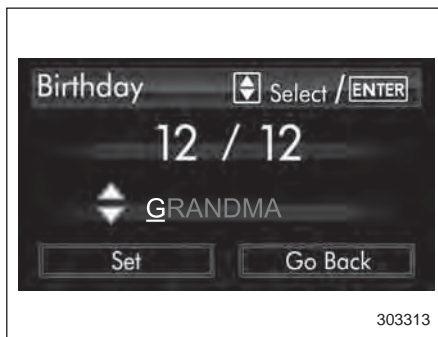 Birthday Select / ENTER
12 / 12
GRANDMA
Set Go Back
303313